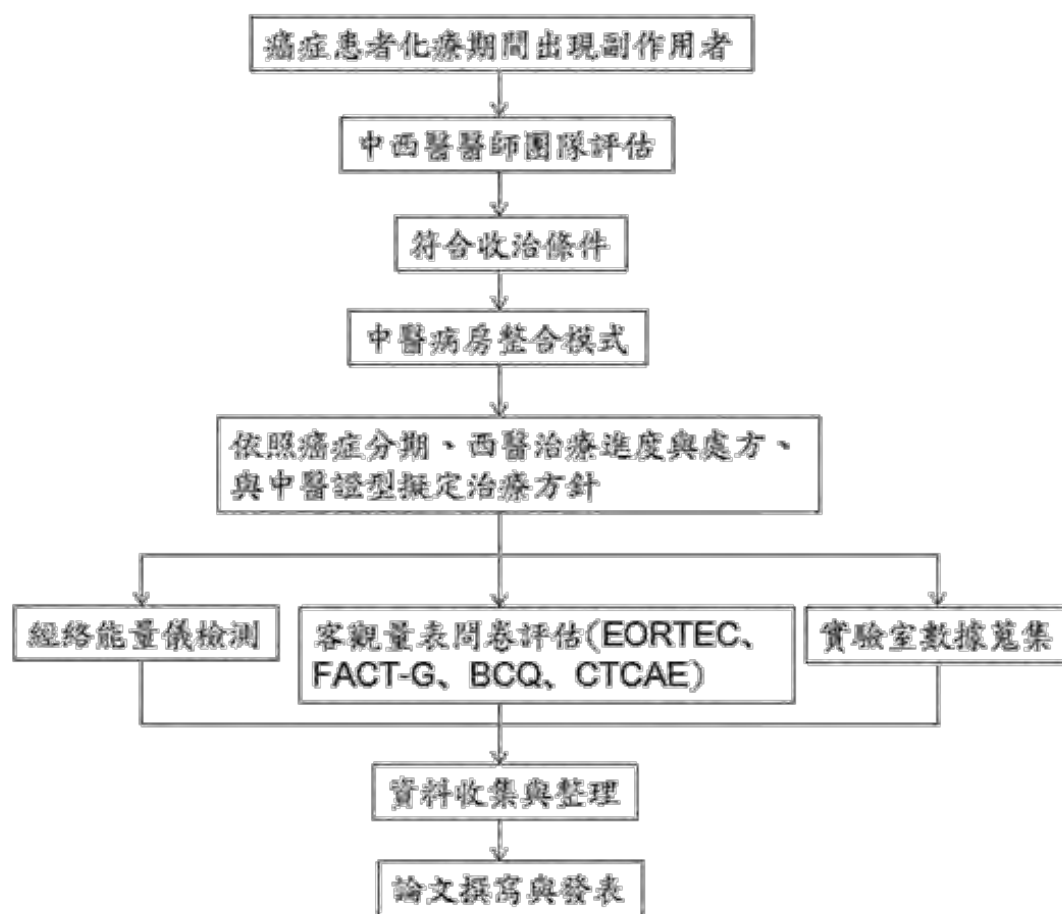 癌症患者化療期間出現副作用者
中西醫醫師團隊評估
符合收治條件
中醫病房整合模式
依照癌症分期、西醫治療進度與處方、
與中醫證型擬定治療方針
經絡能量儀檢測
客觀量表問卷評估(EORTEC、
FACT-G、BCQ、CTCAE)
實驗室數據蒐集
資料收集與整理
論文撰寫與發表